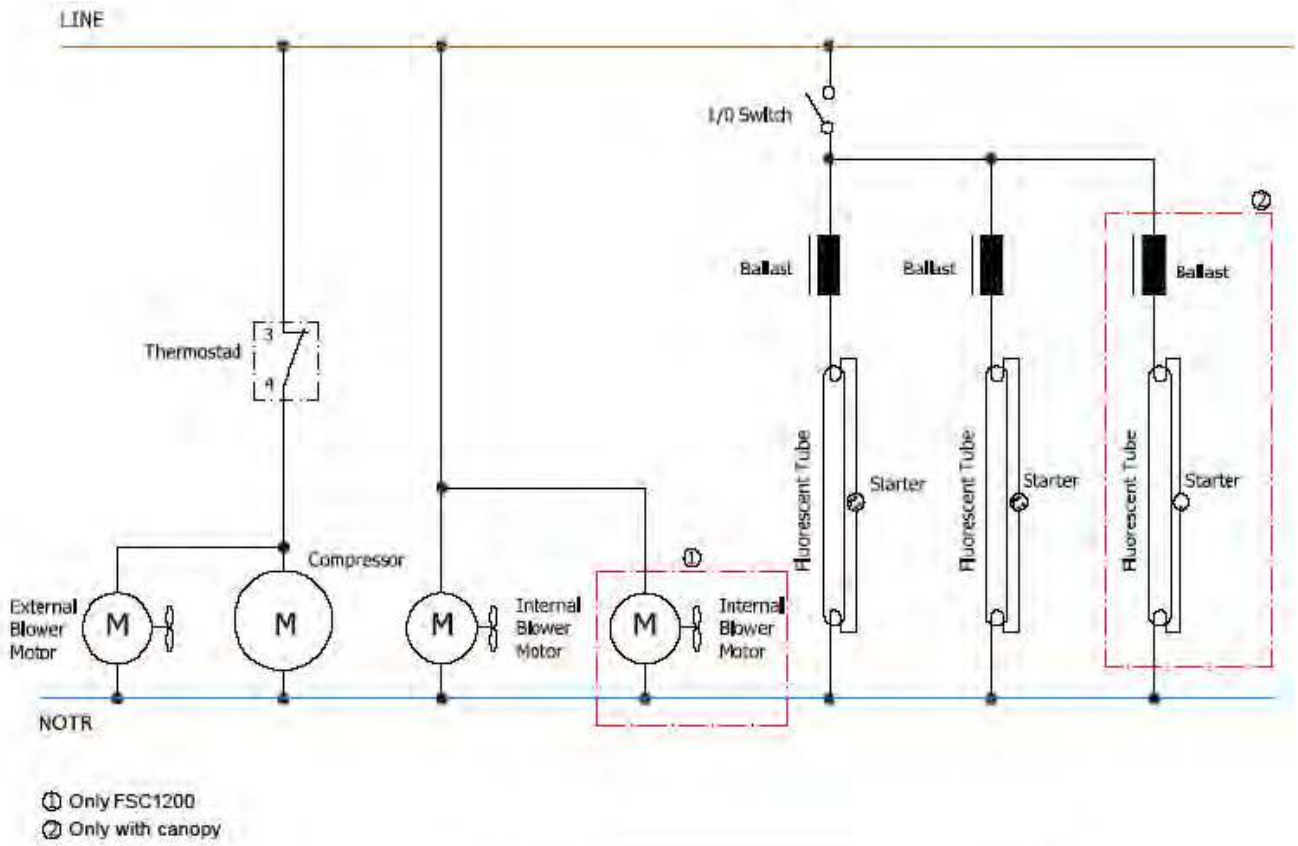 LINE
I/0 Switch
②
Ballast
Ballast
Ballast
3
Thermostad
4
Fluorescent Tube
Starter
Fluorescent Tube
Starter
Fluorescent Tube
Starter
Compressor
①
External
Blower
Motor
M
M
M
Internal
Blower
Motor
M
Internal
Blower
Motor
NOTR
① Only FSC1200
② Only with canopy